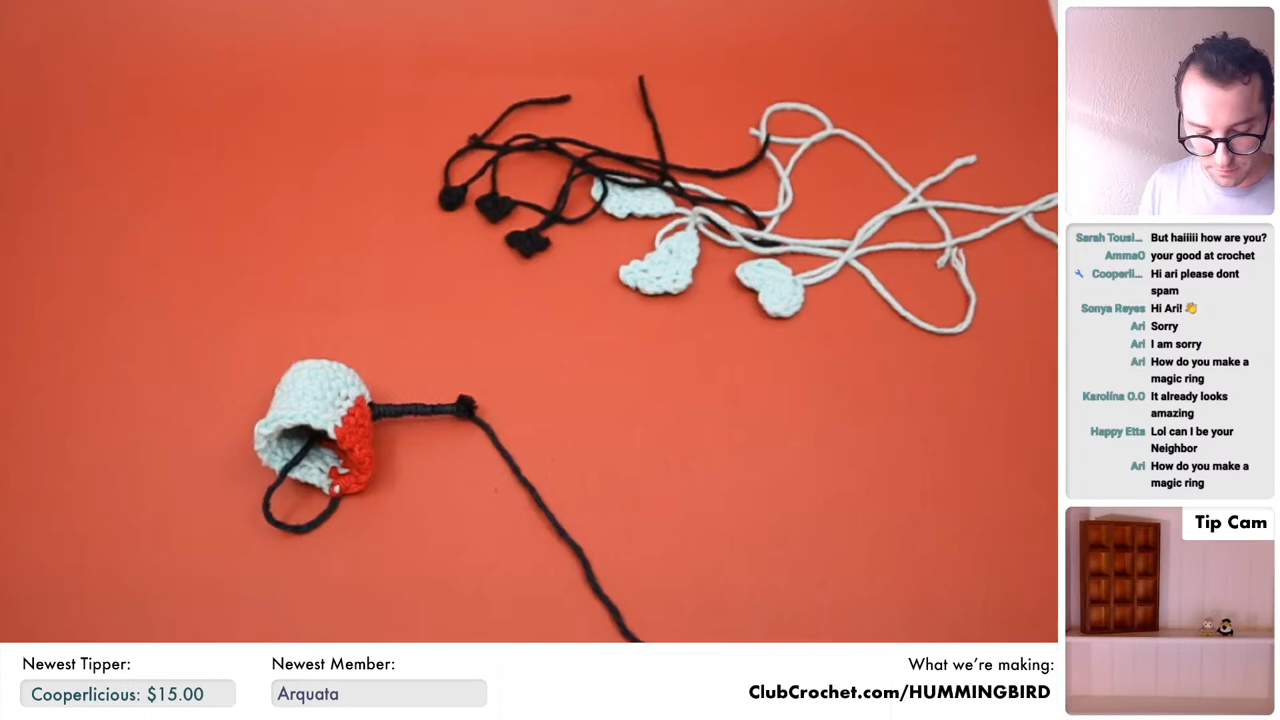 Sarah Tousi... But haiiiii how are you?
AmmaO your good at crochet
Cooperli... Hi ari please dont
spam
Sonya Reyes Hi Ari! 👋
Ari Sorry
Ari I am sorry
Ari How do you make a
magic ring
Karolína O.O It already looks
amazing
Happy Etta Lol can I be your
Neighbor
Ari How do you make a
magic ring
Tip Cam
Newest Tipper:
Cooperlicious: $15.00
Newest Member:
Arquata
What we're making:
ClubCrochet.com/HUMMINGBIRD